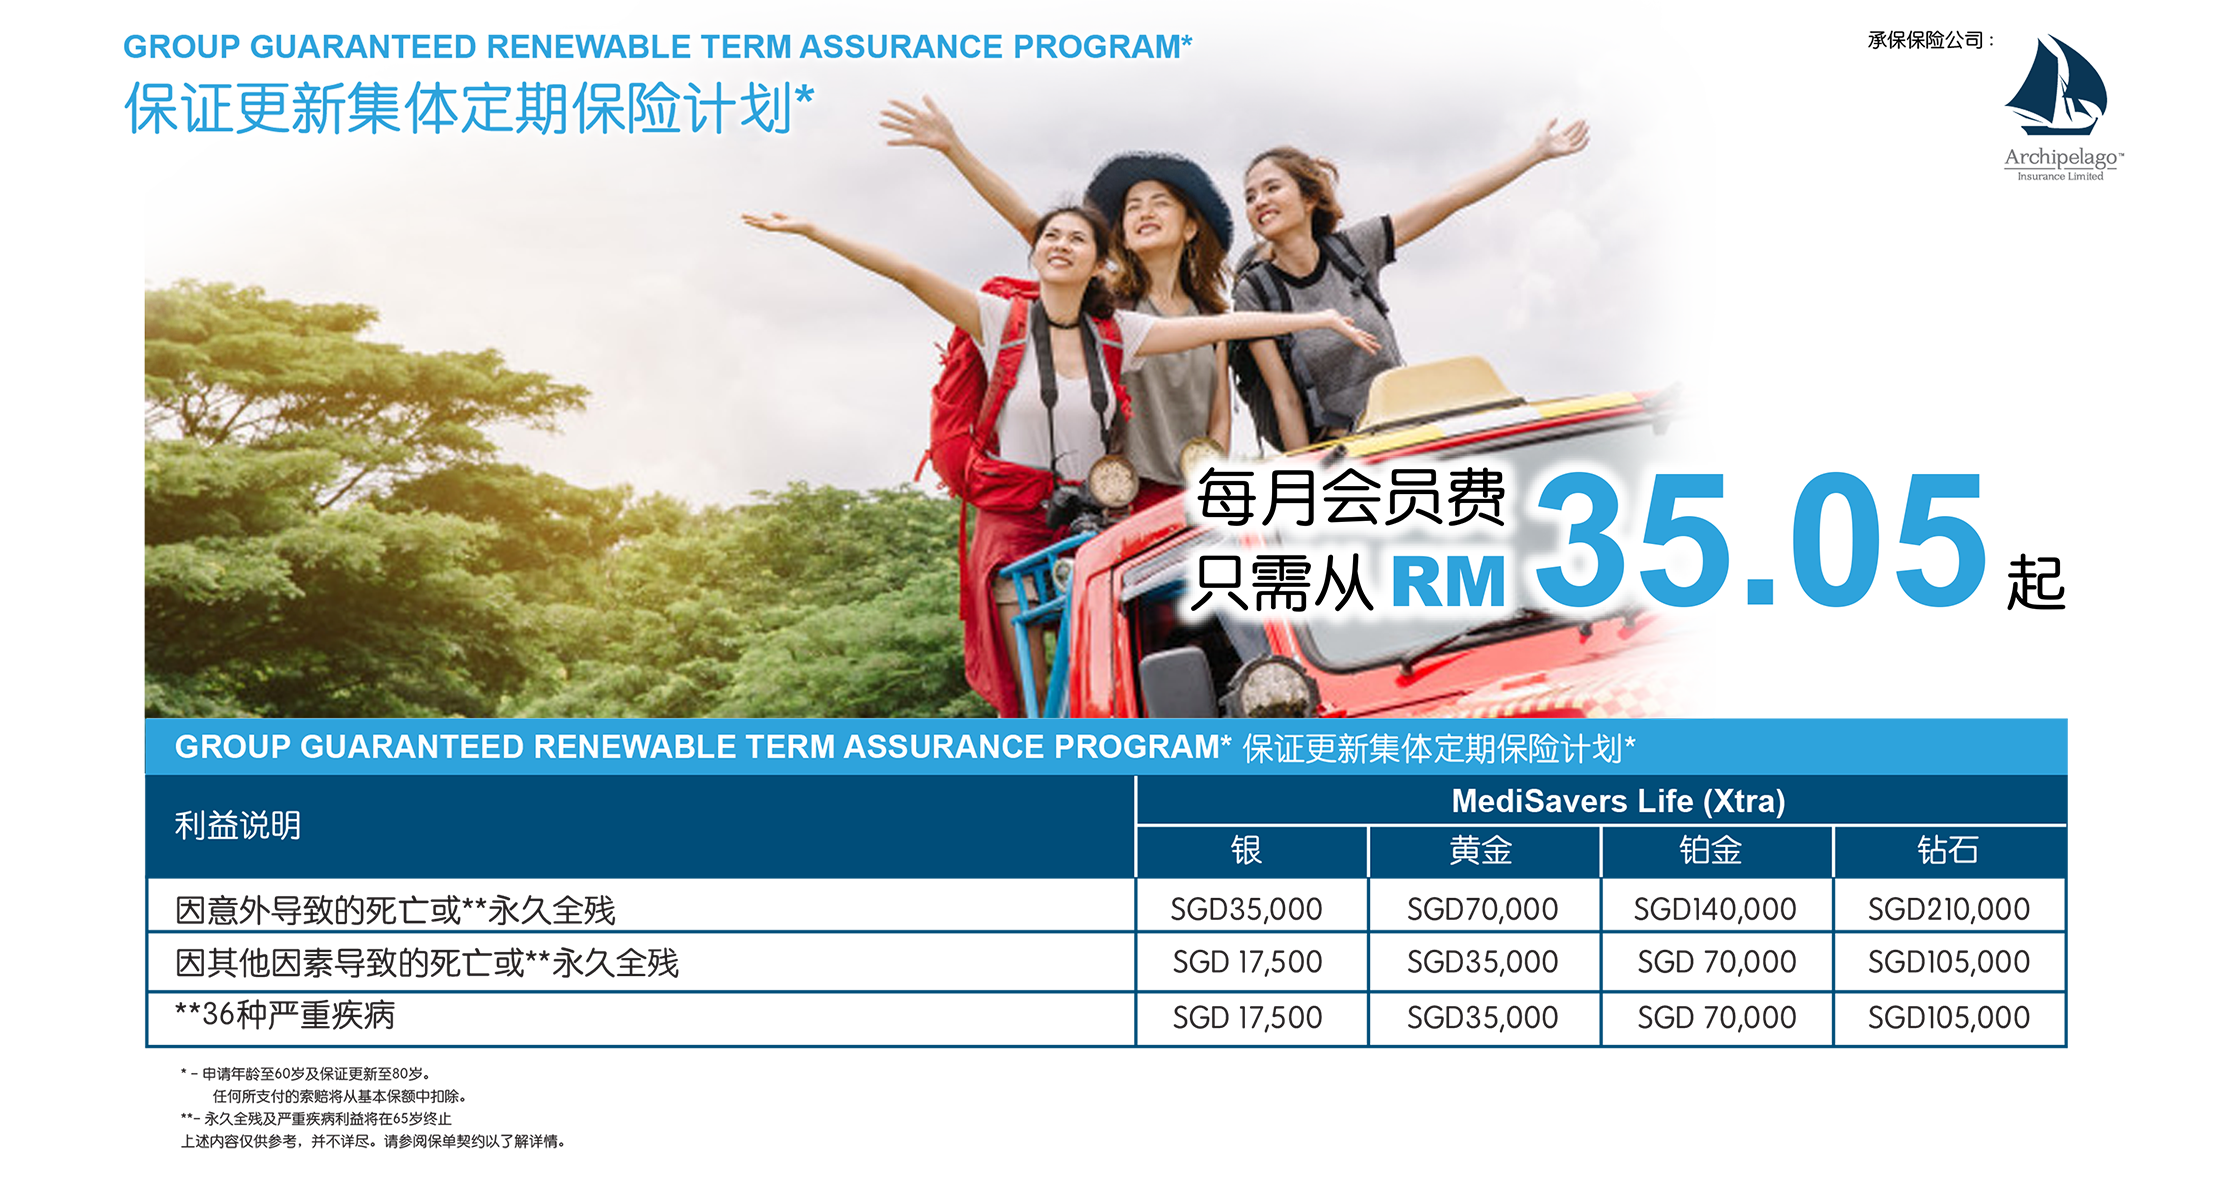 GROUP GUARANTEED RENEWABLE TERM ASSURANCE PROGRAM*
保证更新集体定期保险计划*
承保保险公司 :
Archipelago™
Insurance Limited
每月会员费
只需从 RM 35.05 起
GROUP GUARANTEED RENEWABLE TERM ASSURANCE PROGRAM* 保证更新集体定期保险计划*
利益说明
MediSavers Life (Xtra)
银 黄金 铂金 钻石
因意外导致的死亡或**永久全残 SGD35,000 SGD70,000 SGD140,000 SGD210,000
因其他因素导致的死亡或**永久全残 SGD 17,500 SGD35,000 SGD 70,000 SGD105,000
**36种严重疾病 SGD 17,500 SGD35,000 SGD 70,000 SGD105,000
* – 申请年龄至60岁及保证更新至80岁。
任何所支付的索赔将从基本保额中扣除。
**– 永久全残及严重疾病利益将在65岁终止
上述内容仅供参考，并不详尽。请参阅保单契约以了解详情。